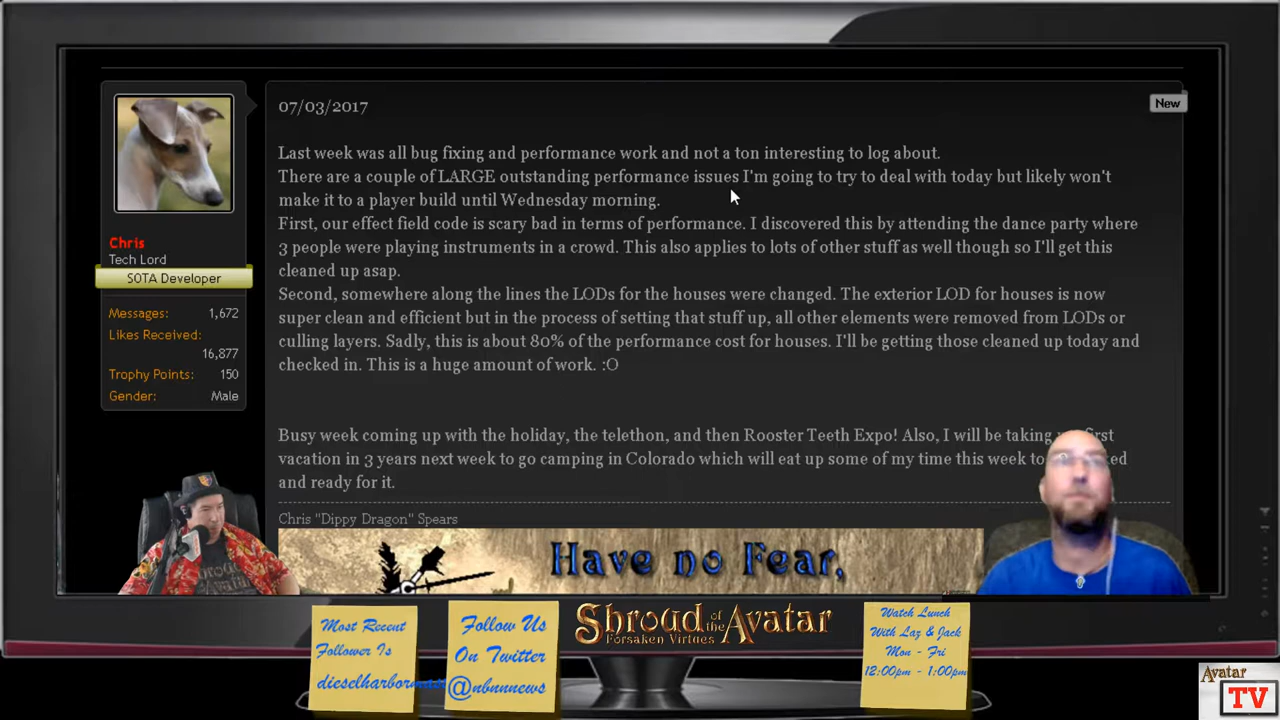 07/03/2017
New
Last week was all bug fixing and performance work and not a ton interesting to log about.
There are a couple of LARGE outstanding performance issues I'm going to try to deal with today but likely won't
make it to a player build until Wednesday morning.
First, our effect field code is scary bad in terms of performance. I discovered this by attending the dance party where
3 people were playing instruments in a crowd. This also applies to lots of other stuff as well though so I'll get this
cleaned up asap.
Second, somewhere along the lines the LODs for the houses were changed. The exterior LOD for houses is now
super clean and efficient but in the process of setting that stuff up, all other elements were removed from LODs or
culling layers. Sadly, this is about 80% of the performance cost for houses. I'll be getting those cleaned up today and
checked in. This is a huge amount of work. :O
Busy week coming up with the holiday, the telethon, and then Rooster Teeth Expo! Also, I will be taking first
vacation in 3 years next week to go camping in Colorado which will eat up some of my time this week to
and ready for it.
Chris "Dippy Dragon" Spears
Chris
Tech Lord
SOTA Developer
Messages: 1,672
Likes Received:
16,877
Trophy Points: 150
Gender: Male
Have no Fear,
Most Recent
Follower Is
Follow Us
On Twitter
@nbnnnews
Shroud of the Avatar
Forsaken Virtues
Watch Lunch
With Laz & Jack
Mon - Fri
12:00pm - 1:00pm
Avatar
TV